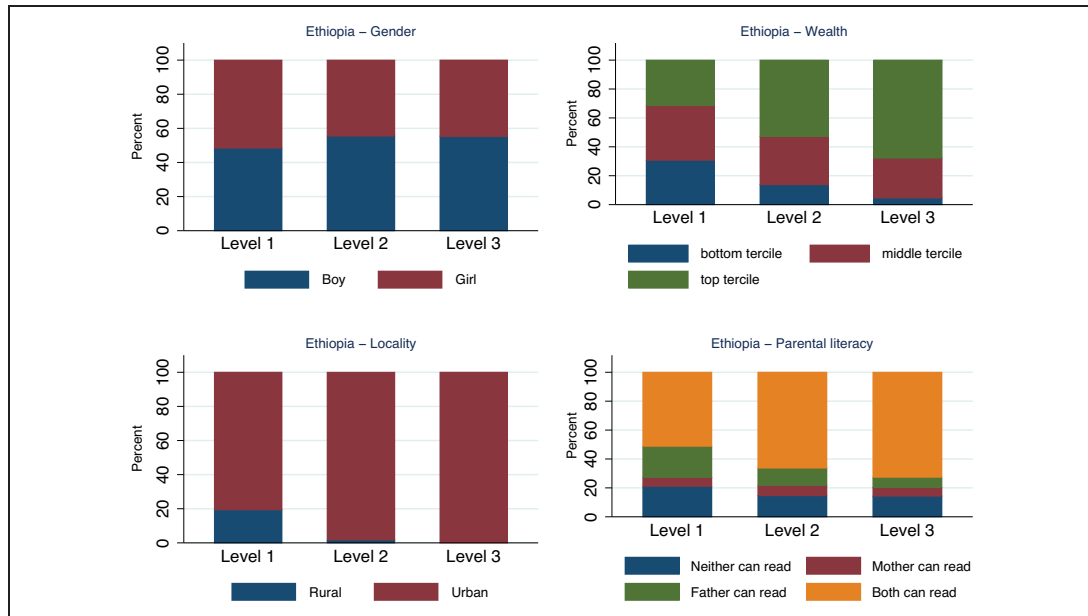 Ethiopia – Gender
Percent
0 20 40 60 80 100
Level 1 Level 2 Level 3
Boy Girl
Ethiopia – Wealth
Percent
0 20 40 60 80 100
Level 1 Level 2 Level 3
bottom tercile middle tercile
top tercile
Ethiopia – Locality
Percent
0 20 40 60 80 100
Level 1 Level 2 Level 3
Rural Urban
Ethiopia – Parental literacy
Percent
0 20 40 60 80 100
Level 1 Level 2 Level 3
Neither can read Mother can read
Father can read Both can read